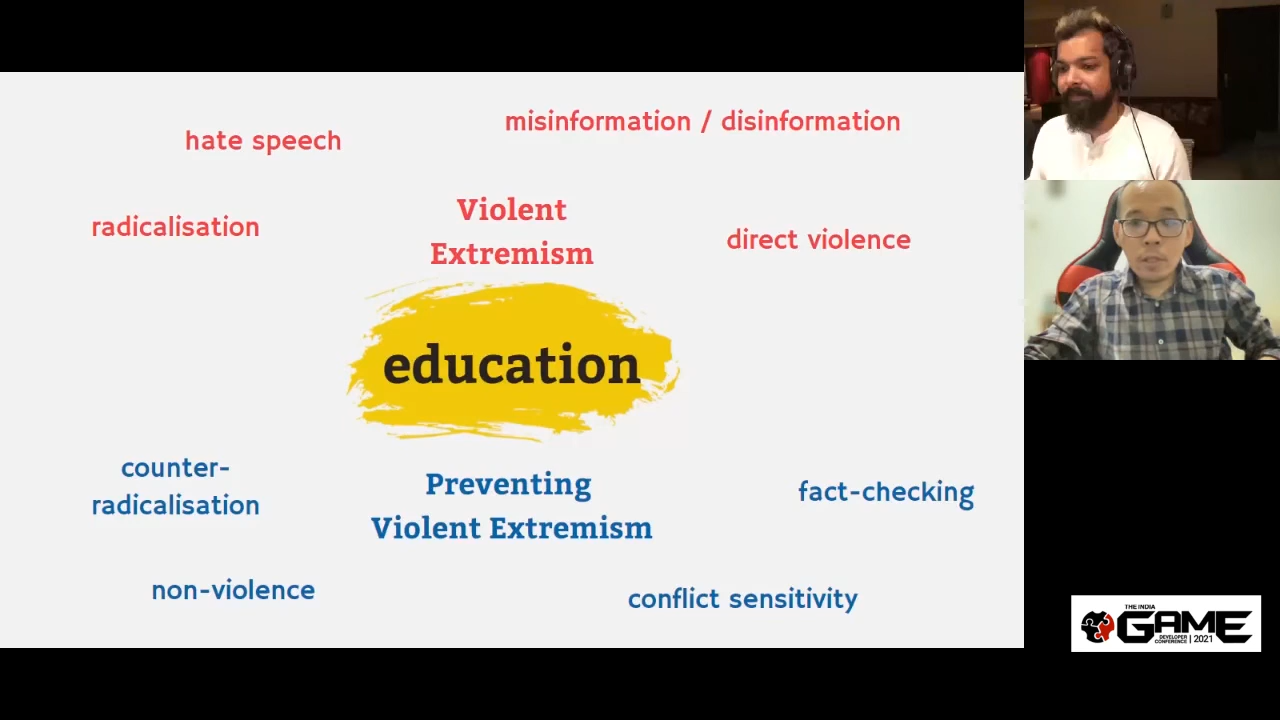 hate speech
misinformation / disinformation
radicalisation
Violent
Extremism
direct violence
education
counter-
radicalisation
Preventing
Violent Extremism
fact-checking
non-violence
conflict sensitivity
THE INDIA
GAME
DEVELOPER
CONFERENCE | 2021